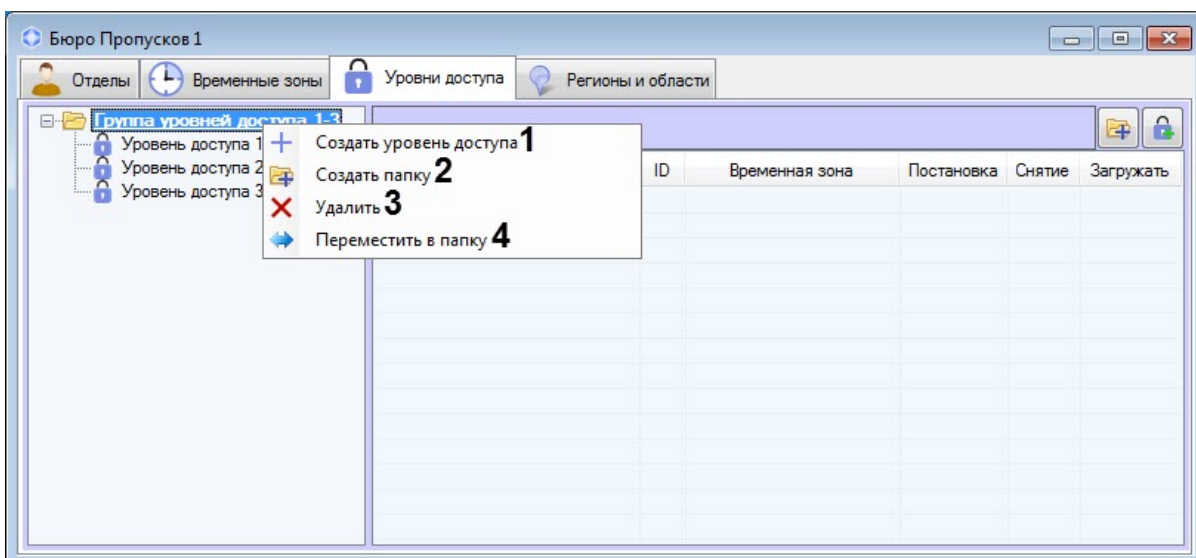 Бюро Пропусков 1
Отделы Временные зоны Уровни доступа Регионы и области
Группа уровней доступа 1-3
Уровень доступа 1
Уровень доступа 2
Уровень доступа 3
Создать уровень доступа 1
Создать папку 2
Удалить 3
Переместить в папку 4
ID Временная зона Постановка Снятие Загружать